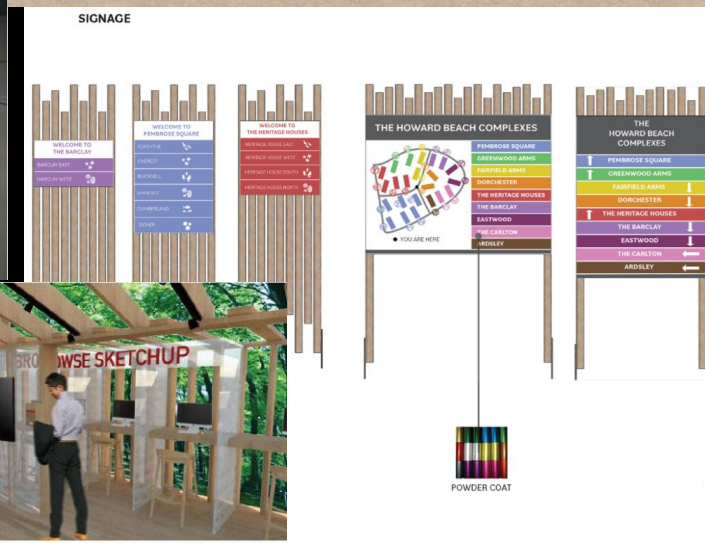 SIGNAGE
WELCOME TO
THE BARCLAY
BARCLAY EAST
BARCLAY WEST
WELCOME TO
PEMBROSE SQUARE
FORSYTHE
EVEREST
BUCKNELL
CUMBERLAND
DOVER
WELCOME TO
THE HERITAGE HOUSES
HERITAGE HOUSE EAST
HERITAGE HOUSE WEST
HERITAGE HOUSE SOUTH
HERITAGE HOUSE NORTH
THE HOWARD BEACH COMPLEXES
PEMBROSE SQUARE
GREENWOOD ARMS
FAIRFIELD ARMS
DORCHESTER
THE HERITAGE HOUSES
THE BARCLAY
EASTWOOD
THE CARLTON
ARDSLEY
YOU ARE HERE
THE
HOWARD BEACH
COMPLEXES
PEMBROSE SQUARE
GREENWOOD ARMS
FAIRFIELD ARMS
DORCHESTER
THE HERITAGE HOUSES
THE BARCLAY
EASTWOOD
THE CARLTON
ARDSLEY
BRO OWSE SKETCHUP
POWDER COAT